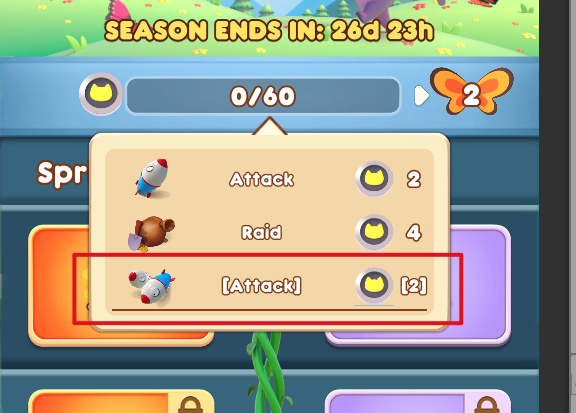 SEASON ENDS IN: 26d 23h
0/60
2
Spr
Attack 2
Raid 4
[Attack] [2]